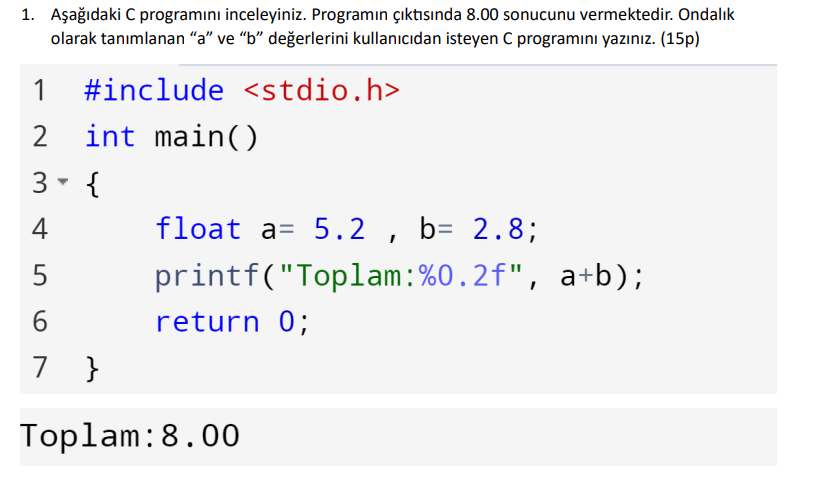 1. Aşağıdaki C programını inceleyiniz. Programın çıktısında 8.00 sonucunu vermektedir. Ondalık
olarak tanımlanan “a” ve “b” değerlerini kullanıcıdan isteyen C programını yazınız. (15p)
1 #include <stdio.h>
2 int main()
3 {
4 float a= 5.2 , b= 2.8;
5 printf("Toplam:%0.2f", a+b);
6 return 0;
7 }
Toplam:8.00